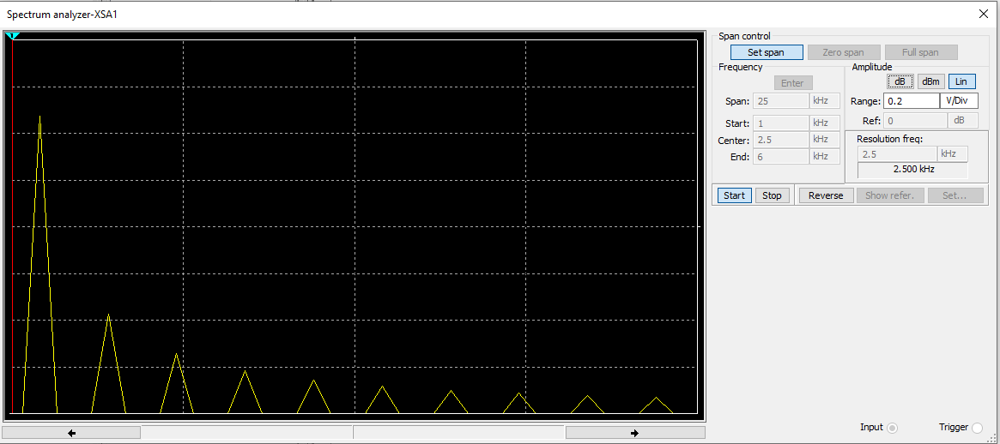 Spectrum analyzer-XSA1
1
Span control
Set span
Zero span
Full span
Frequency
Enter
Span: 25 kHz
Start: 1 kHz
Center: 2.5 kHz
End: 6 kHz
Amplitude
dB
dBm
Lin
Range: 0.2 V/Div
Ref: 0 dB
Resolution freq:
2.5 kHz
2.500 kHz
Start
Stop
Reverse
Show refer.
Set...
Input
Trigger